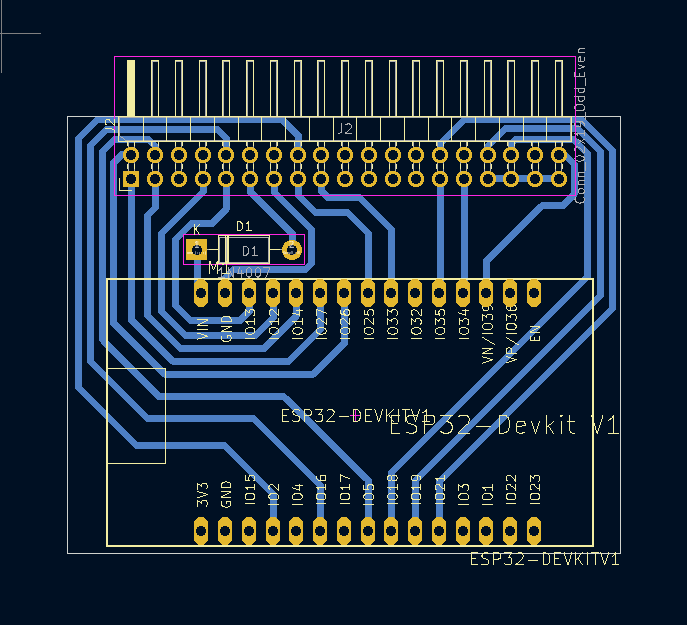 Conn_02x19_Odd_Even
J2
J2
K
D1
D1
M1
1N4007
VIN
GND
IO13
IO12
IO14
IO27
IO26
IO25
IO33
IO32
IO35
IO34
VN/IO39
VP/IO36
EN
ESP32-DEVKITV1
ESP32-Devkit V1
3V3
GND
IO15
IO2
IO4
IO16
IO17
IO5
IO18
IO19
IO21
IO3
IO1
IO22
IO23
ESP32-DEVKITV1